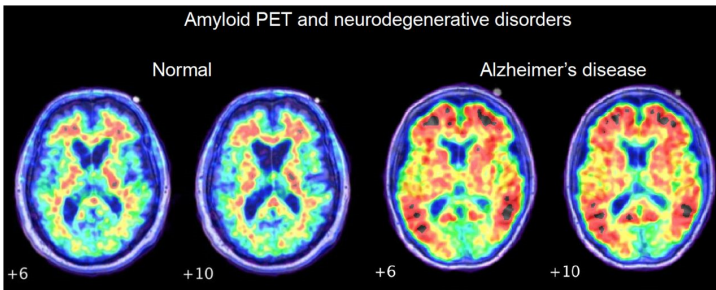 Amyloid PET and neurodegenerative disorders
Normal
Alzheimer's disease
+6
+10
+6
+10